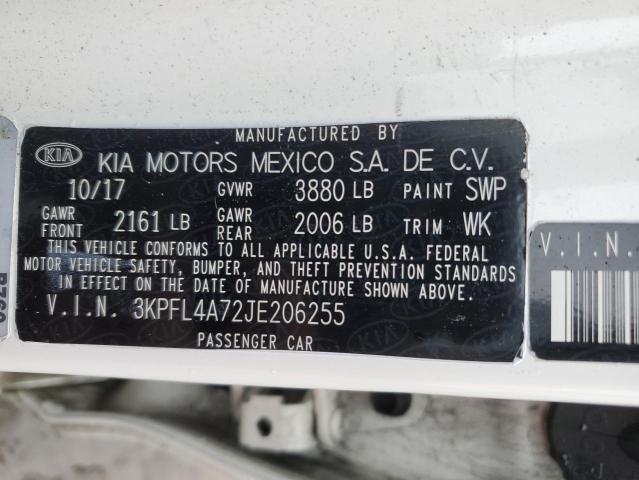 MANUFACTURED BY
KIA KIA MOTORS MEXICO S.A. DE C.V.
10/17 GVWR 3880 LB PAINT SWP
GAWR FRONT 2161 LB GAWR REAR 2006 LB TRIM WK
THIS VEHICLE CONFORMS TO ALL APPLICABLE U.S.A. FEDERAL
MOTOR VEHICLE SAFETY, BUMPER, AND THEFT PREVENTION STANDARDS
IN EFFECT ON THE DATE OF MANUFACTURE SHOWN ABOVE.
V.I.N. 3KPFL4A72JE206255
PASSENGER CAR
V.I.N.